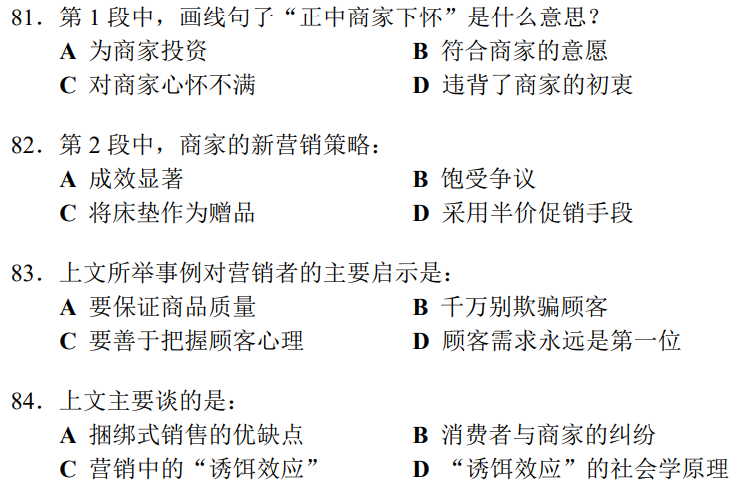 81．第 1 段中，画线句了“正中商家下怀”是什么意思？
A 为商家投资 B 符合商家的意愿
C 对商家心怀不满 D 违背了商家的初衷
82．第 2 段中，商家的新营销策略：
A 成效显著 B 饱受争议
C 将床垫作为赠品 D 采用半价促销手段
83．上文所举事例对营销者的主要启示是：
A 要保证商品质量 B 千万别欺骗顾客
C 要善于把握顾客心理 D 顾客需求永远是第一位
84．上文主要谈的是：
A 捆绑式销售的优缺点 B 消费者与商家的纠纷
C 营销中的“诱饵效应” D “诱饵效应”的社会学原理